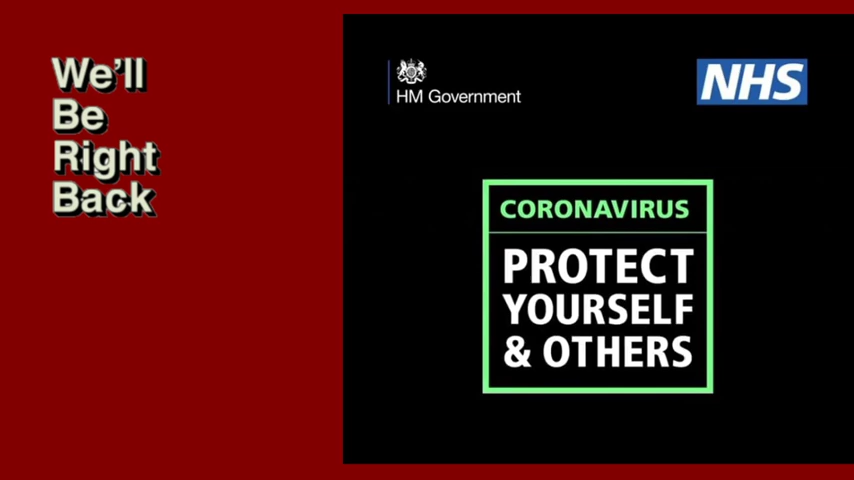 We'll
Be
Right
Back
HM Government
NHS
CORONAVIRUS
PROTECT
YOURSELF
& OTHERS